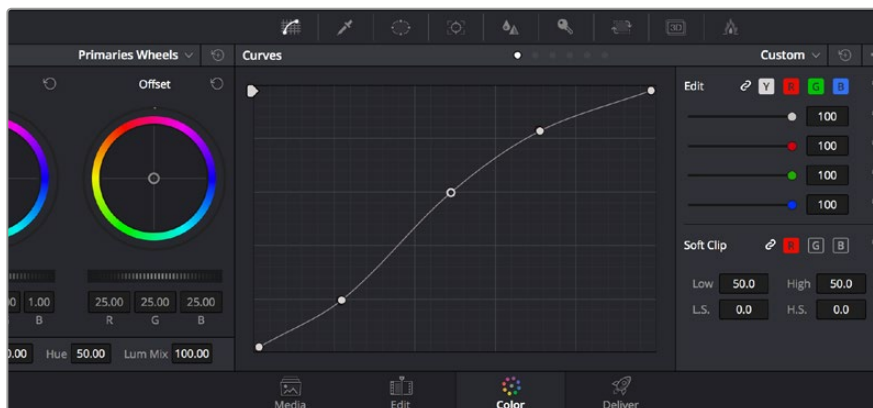 3D
Primaries Wheels
Curves
Custom
Offset
Edit Y R G B
100
100
100
100
Soft Clip R G B
Low 50.0 High 50.0
L.S. 0.0 H.S. 0.0
1.00 25.00 25.00 25.00
B R G B
Hue 50.00 Lum Mix 100.00
Media Edit Color Deliver